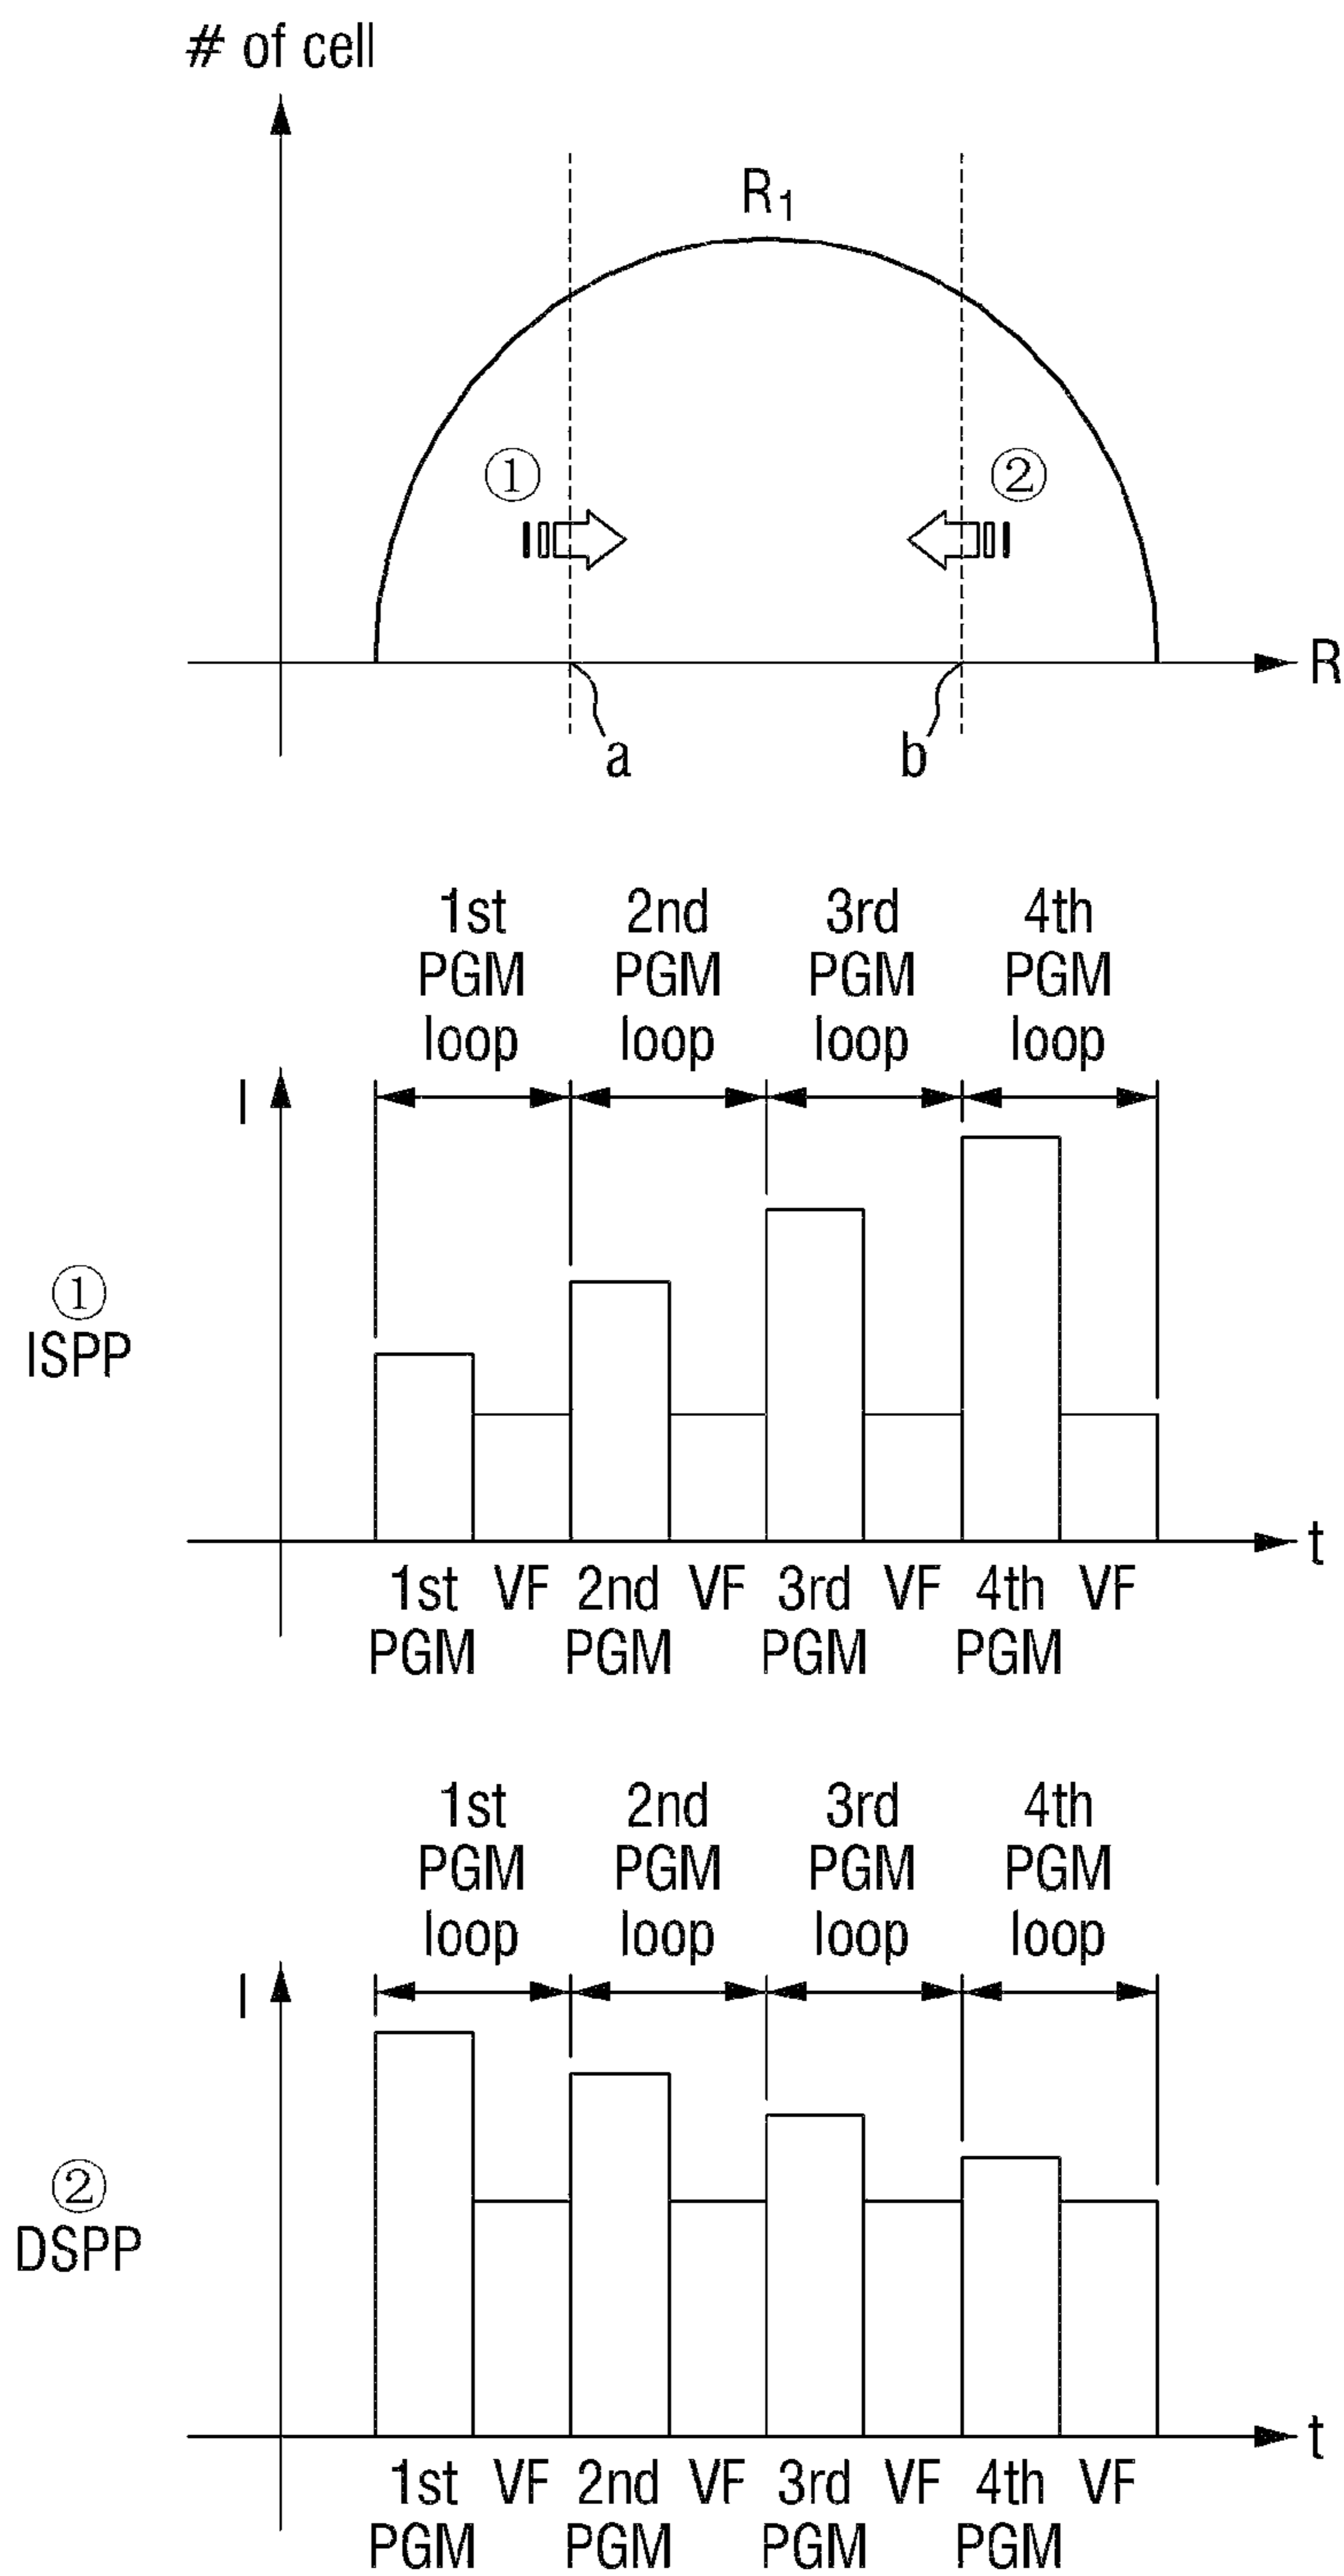 # of cell
R1
① ②
R
a b
1st 2nd 3rd 4th
PGM PGM PGM PGM
loop loop loop loop
I
①
ISPP
t
1st VF 2nd VF 3rd VF 4th VF
PGM PGM PGM PGM
1st 2nd 3rd 4th
PGM PGM PGM PGM
loop loop loop loop
I
②
DSPP
t
1st VF 2nd VF 3rd VF 4th VF
PGM PGM PGM PGM